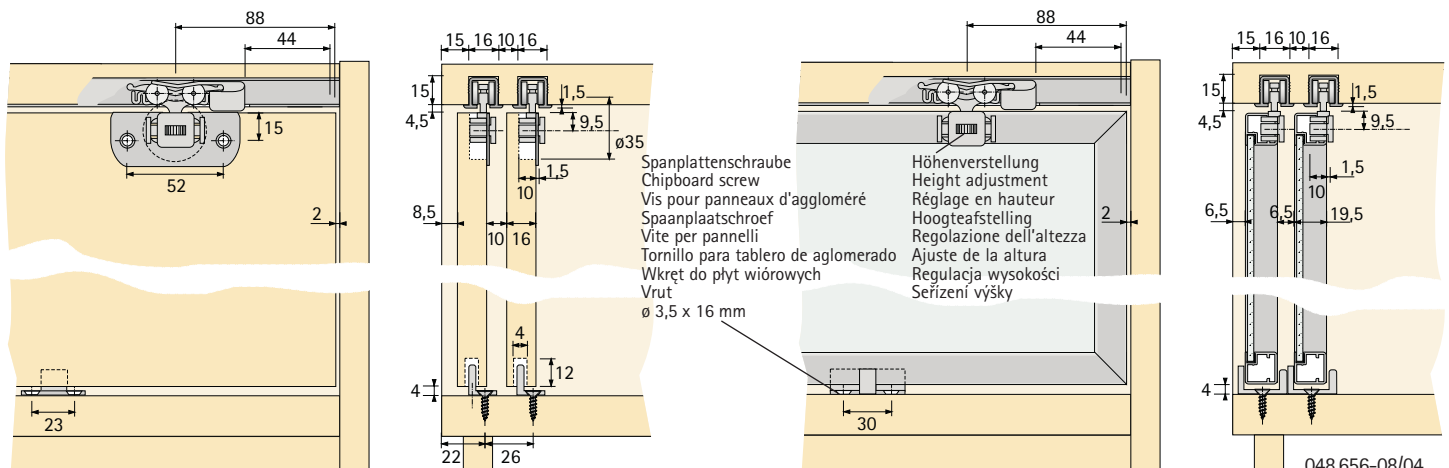 88
44
15
52
2
23
15 16 10 16
15
4,5
1,5
9,5
ø35
1,5
10
8,5
10 16
4
12
4
22 26
Spanplattenschraube
Chipboard screw
Vis pour panneaux d'aggloméré
Spaanplaatschroef
Vite per pannelli
Tornillo para tablero de aglomerado
Wkręt do płyt wiórowych
Vrut
ø 3,5 x 16 mm
Höhenverstellung
Height adjustment
Réglage en hauteur
Hoogteafstelling
Regolazione dell'altezza
Ajuste de la altura
Regulacja wysokości
Seřízení výšky
88
44
2
30
15 16 10 16
15
4,5
1,5
9,5
1,5
10
6,5
6,5
19,5
4
048.656-08/04